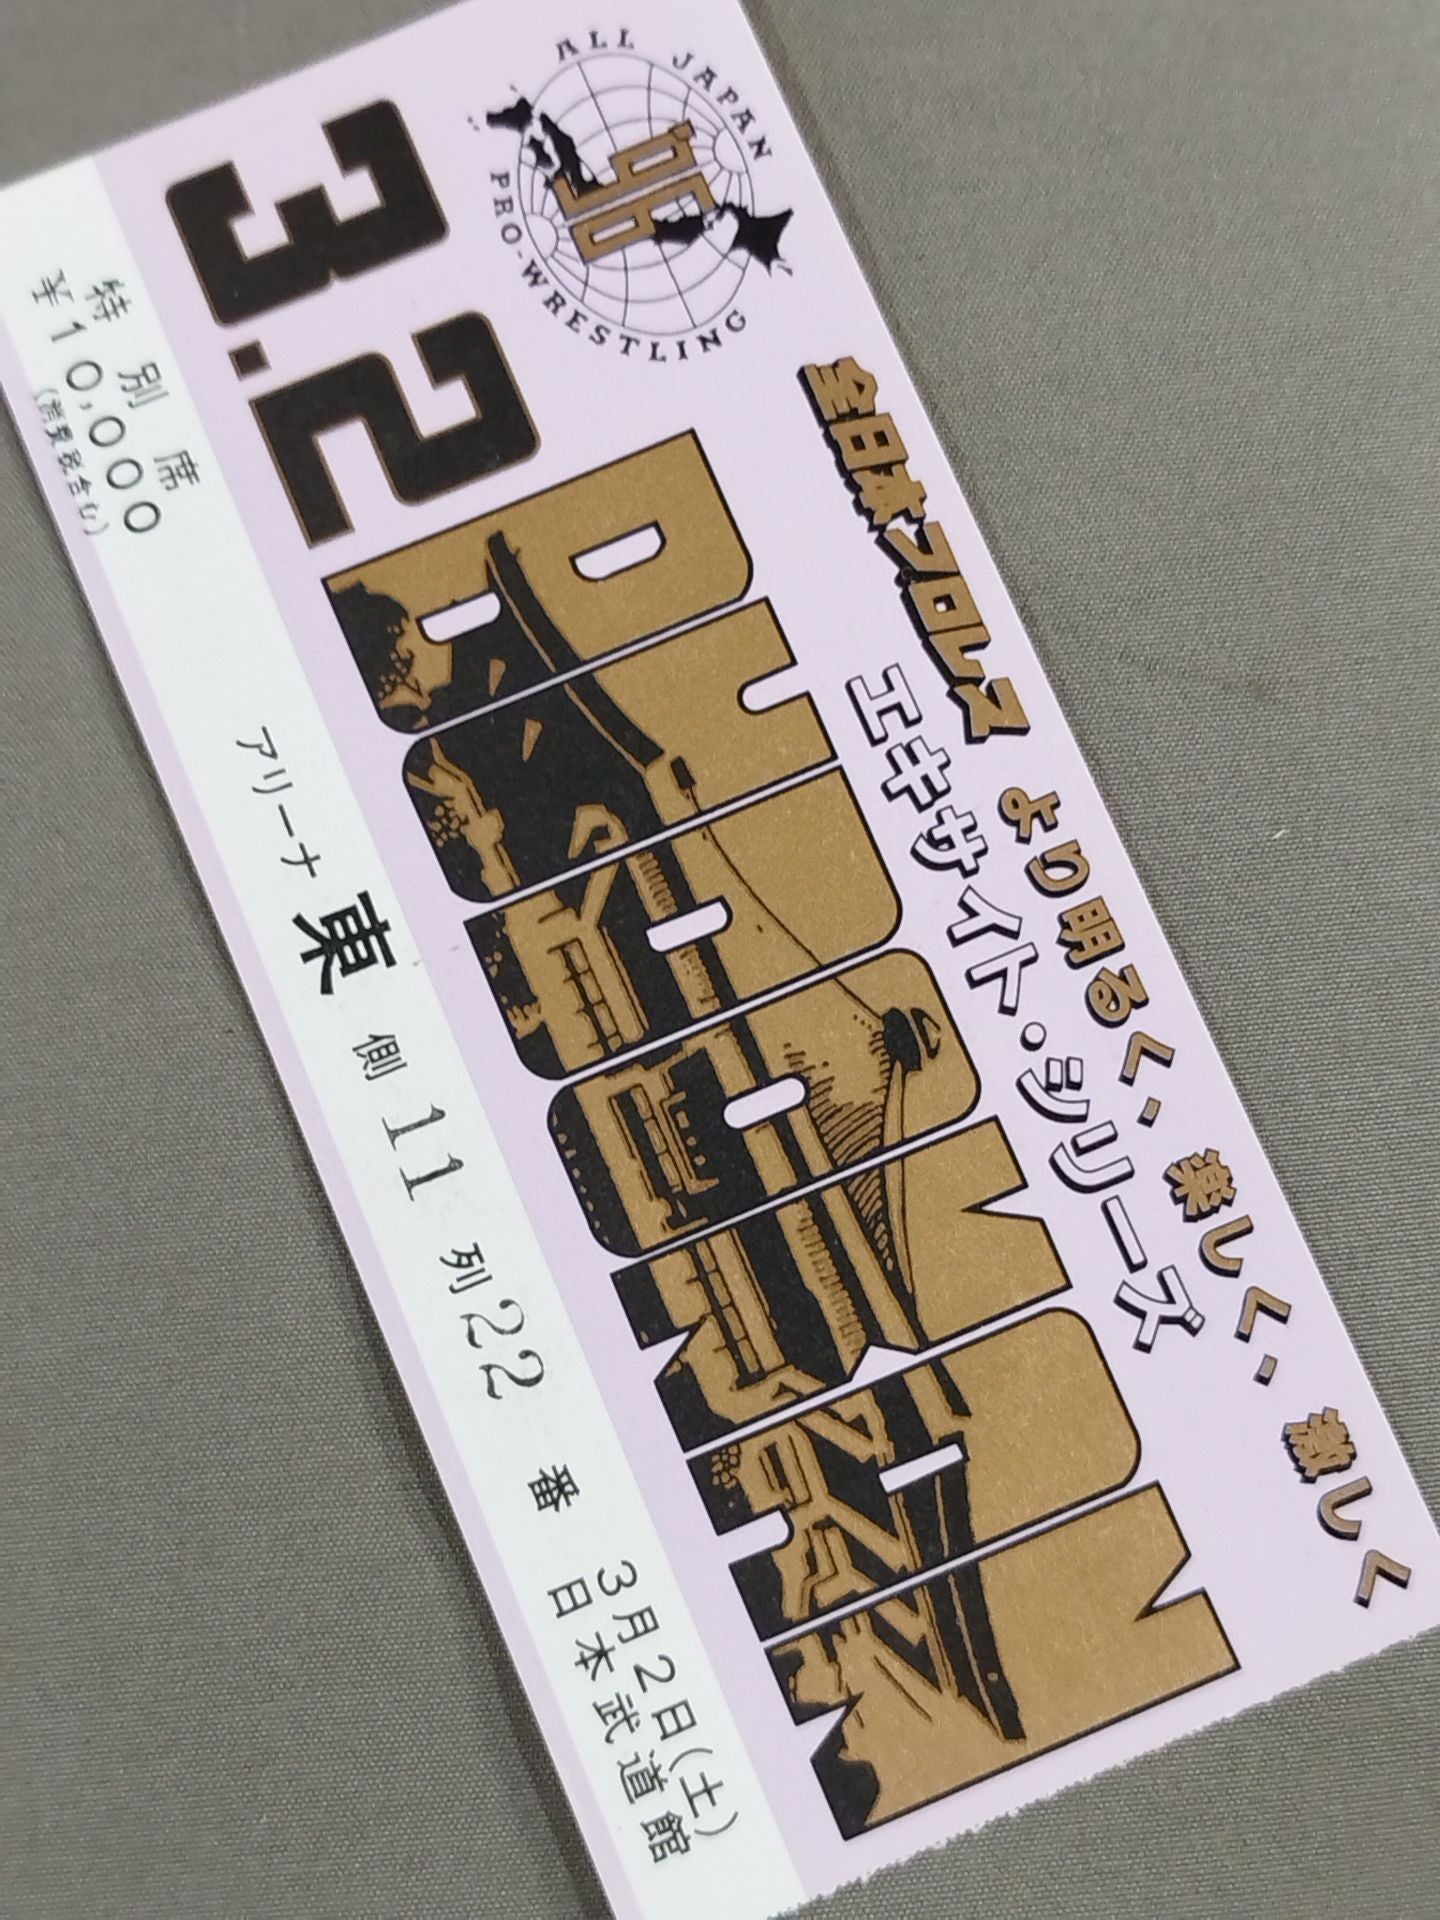 ALL JAPAN
PRO-WRESTLING
'96
全日本プロレス より明るく、楽しく、激しく
エキサイト・シリーズ
3.2
BUDOKAN
特別席
￥10,000
(消費税含む)
アリーナ 東 側 11 列 22 番
3月2日(土)
日本武道館